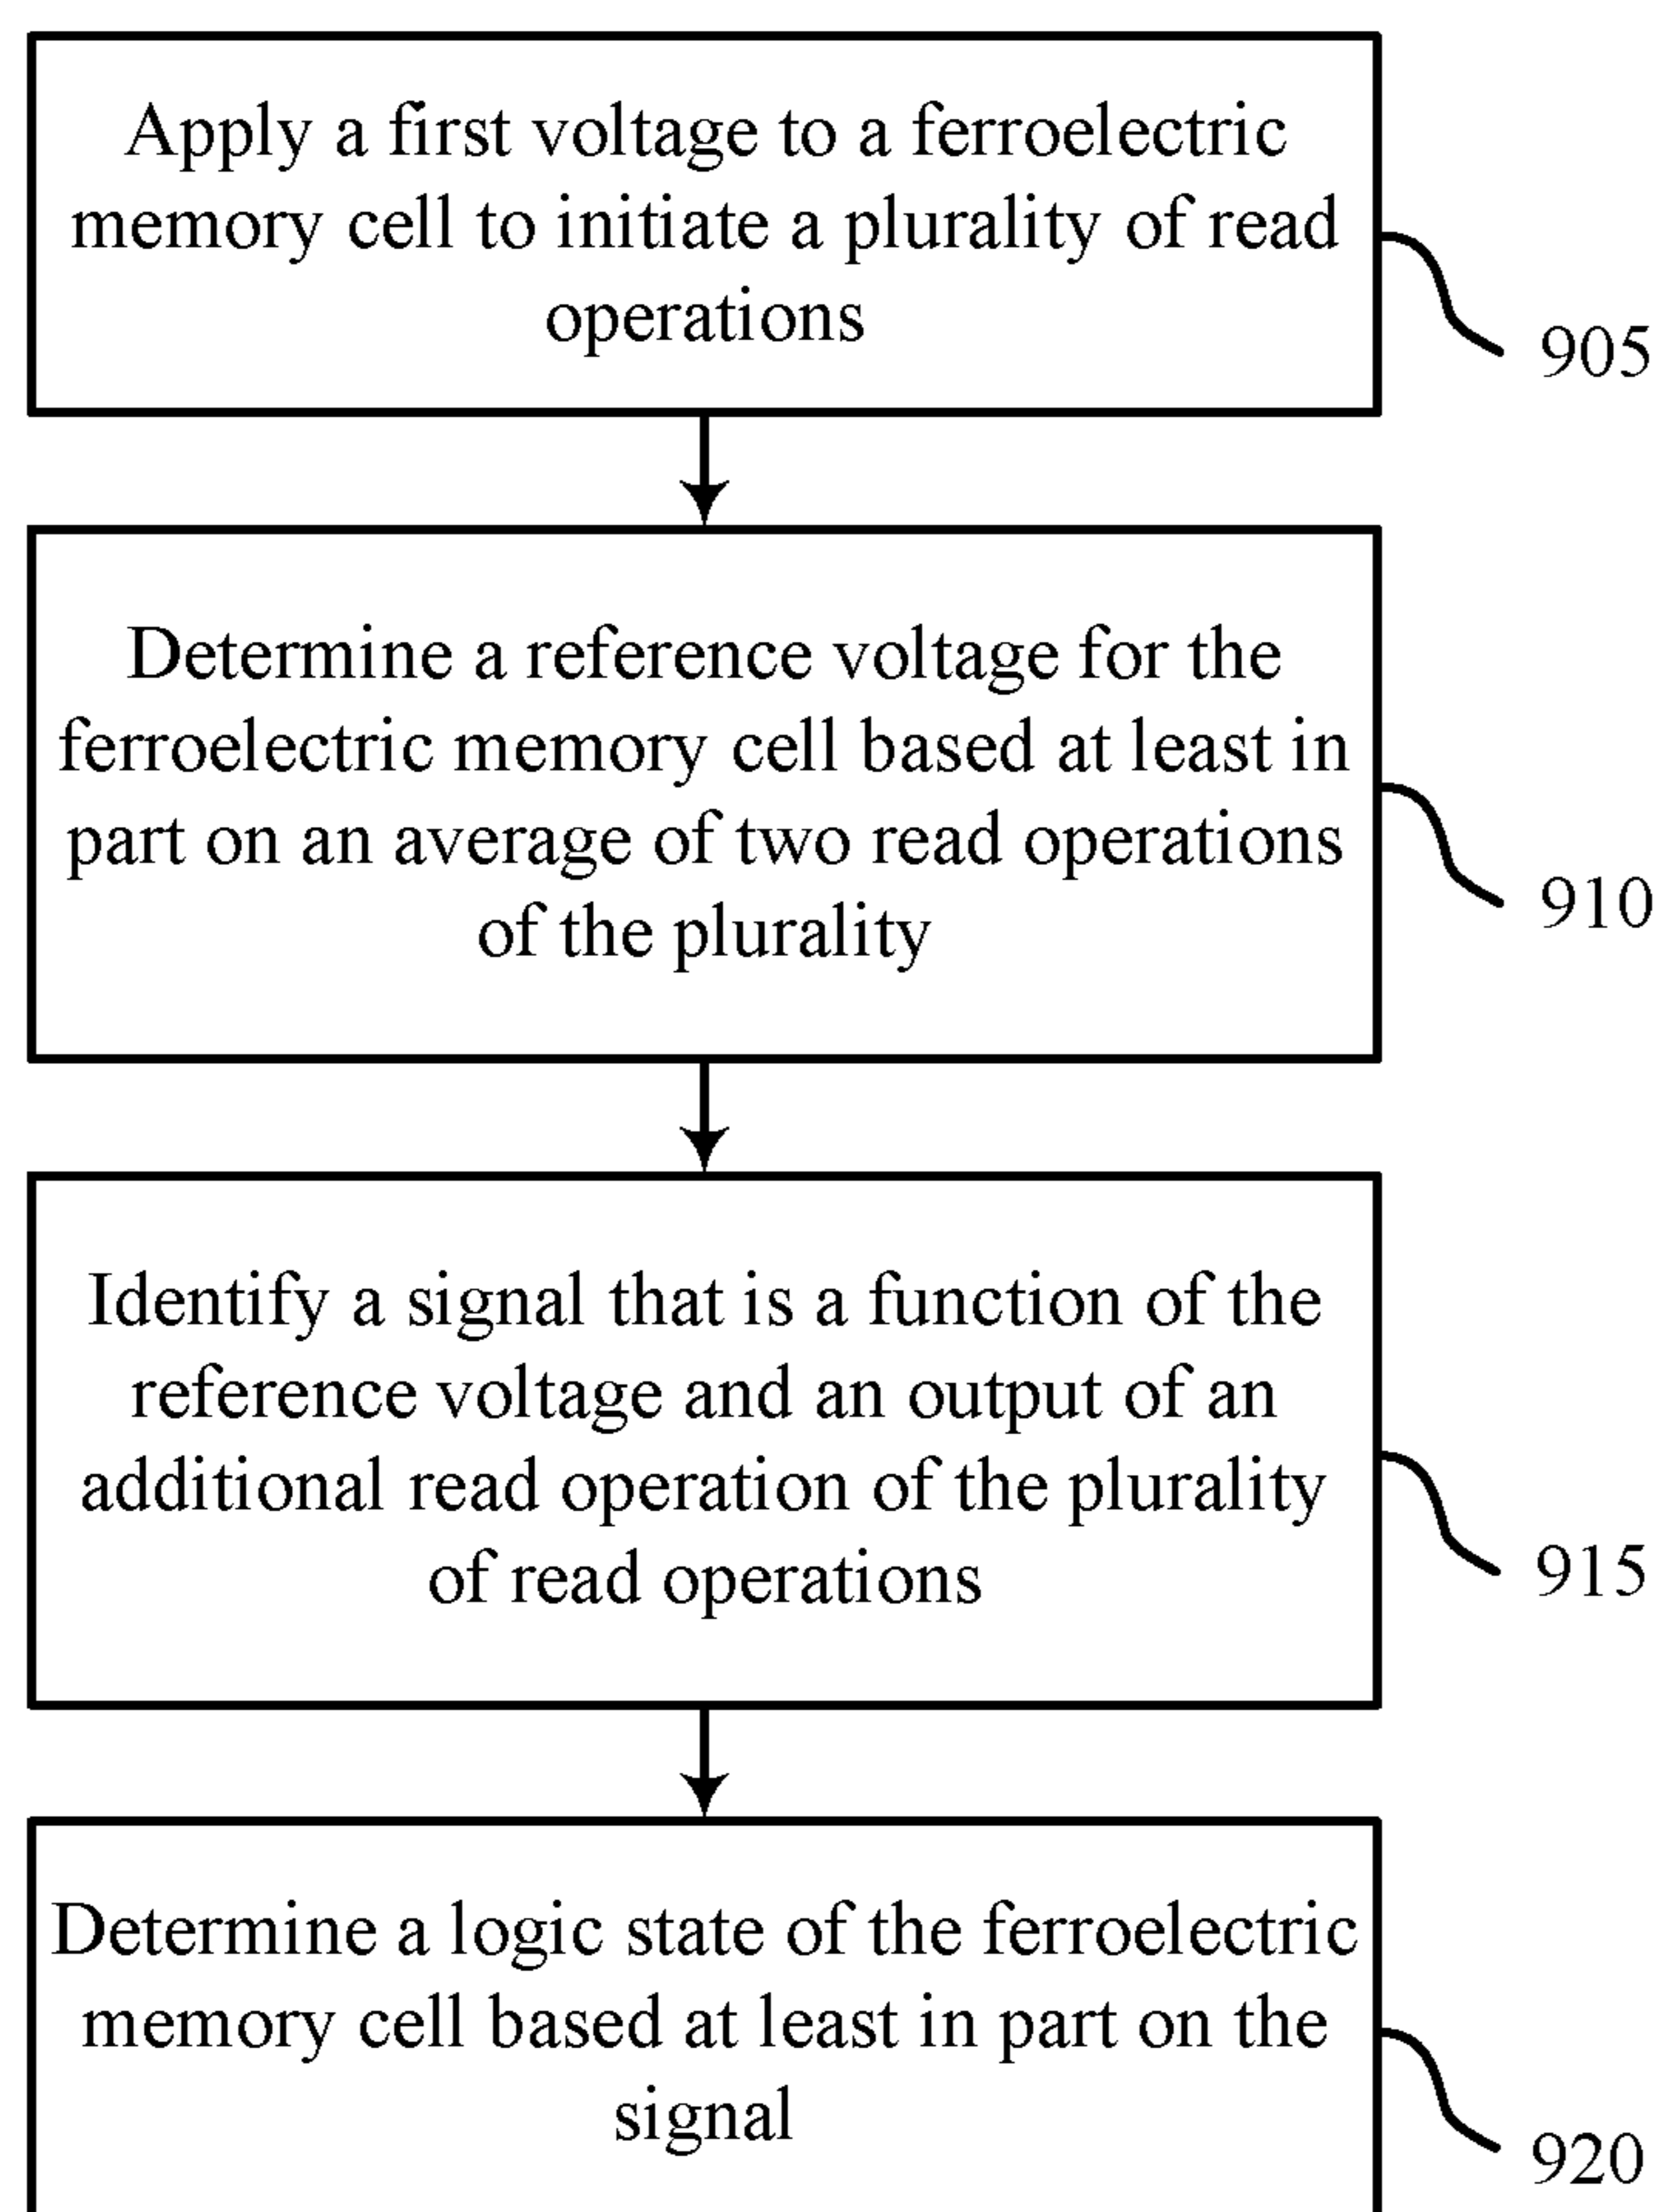 Apply a first voltage to a ferroelectric
memory cell to initiate a plurality of read
operations
905
Determine a reference voltage for the
ferroelectric memory cell based at least in
part on an average of two read operations
of the plurality
910
Identify a signal that is a function of the
reference voltage and an output of an
additional read operation of the plurality
of read operations
915
Determine a logic state of the ferroelectric
memory cell based at least in part on the
signal
920